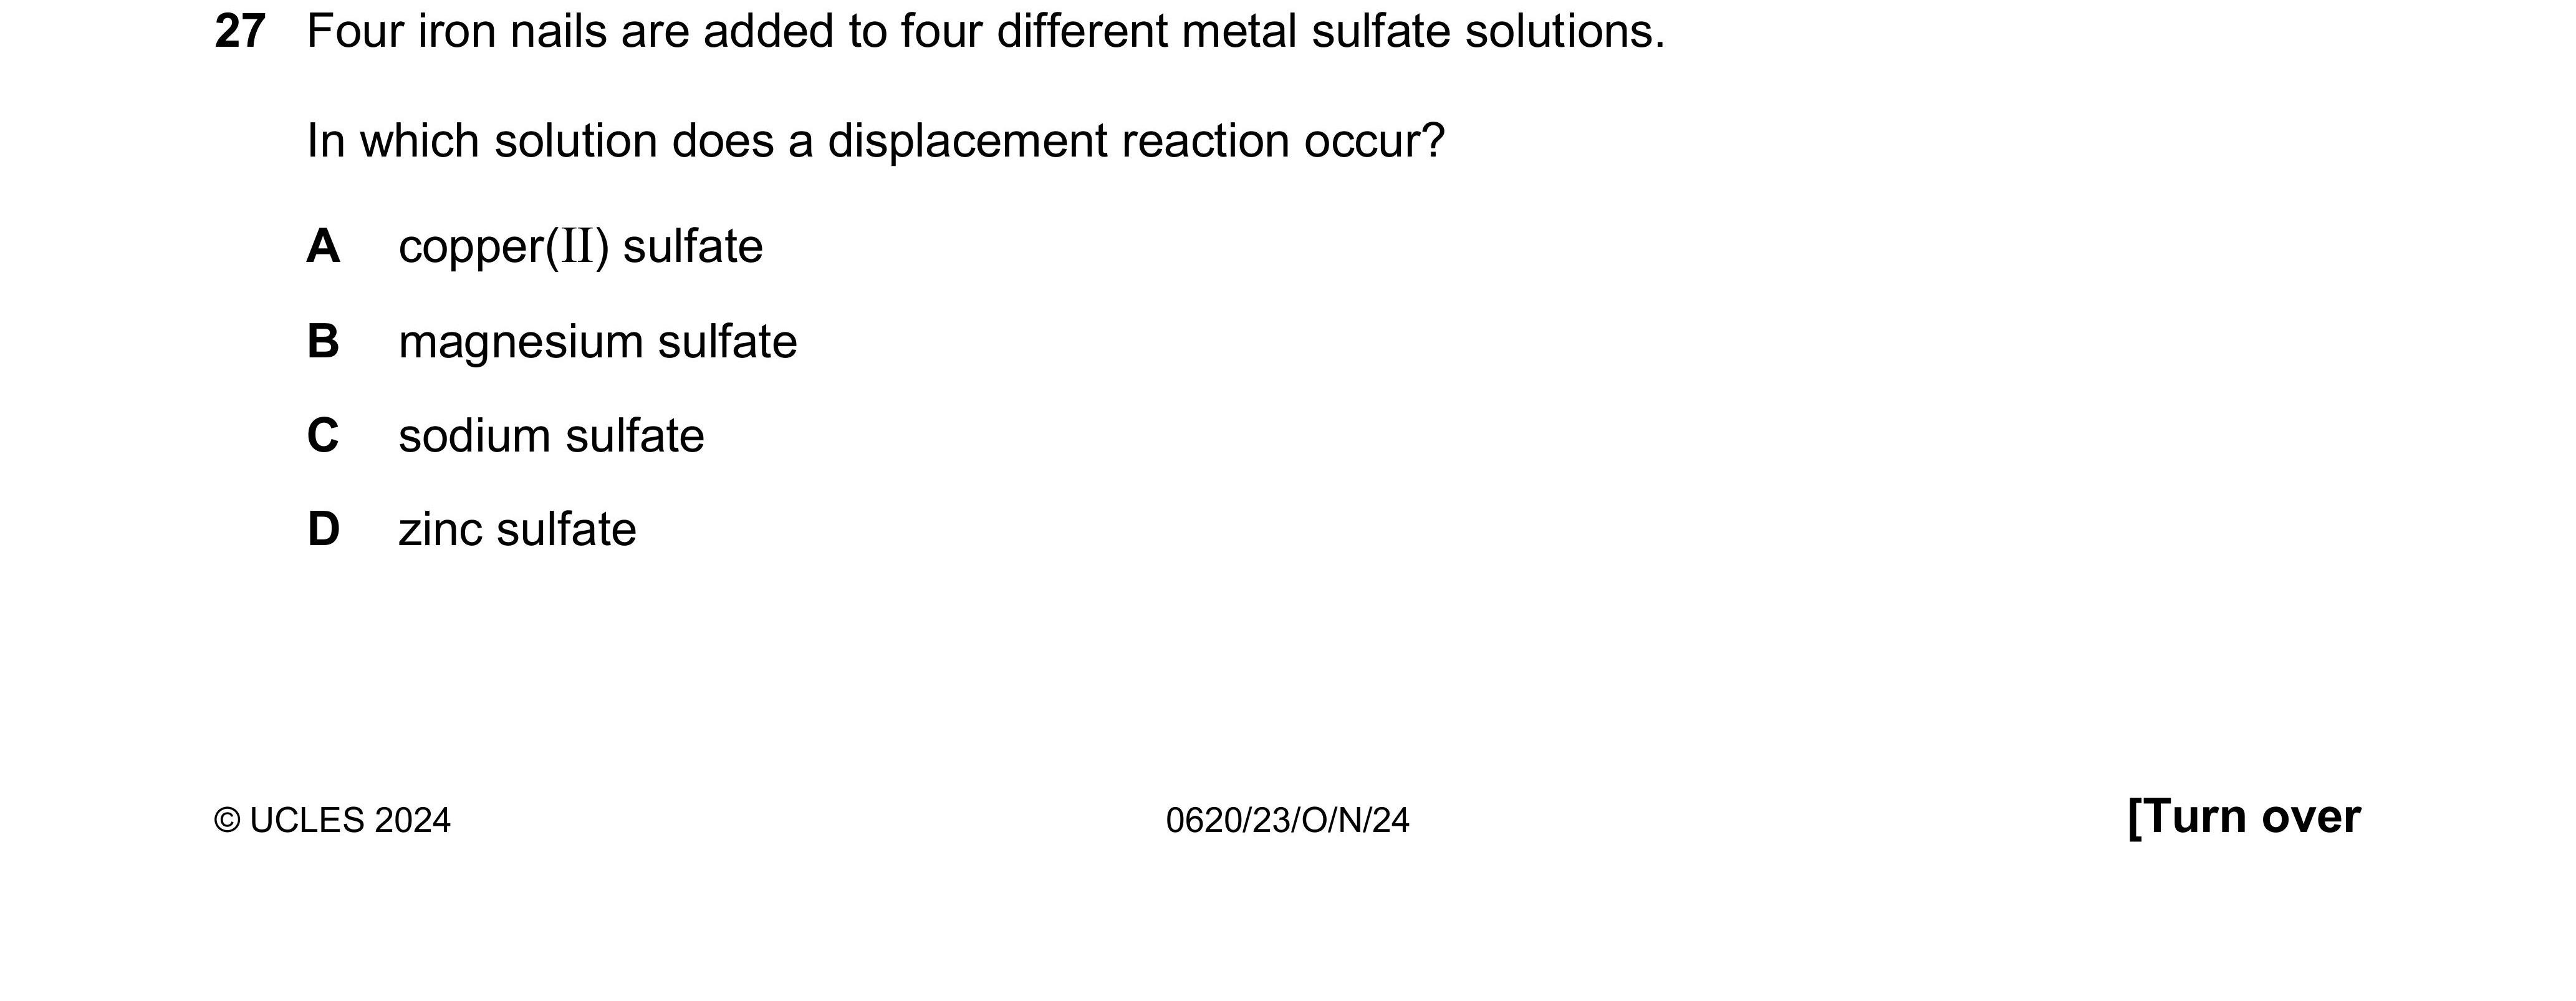 27 Four iron nails are added to four different metal sulfate solutions.
In which solution does a displacement reaction occur?
A copper(II) sulfate
B magnesium sulfate
C sodium sulfate
D zinc sulfate
© UCLES 2024 0620/23/O/N/24 [Turn over